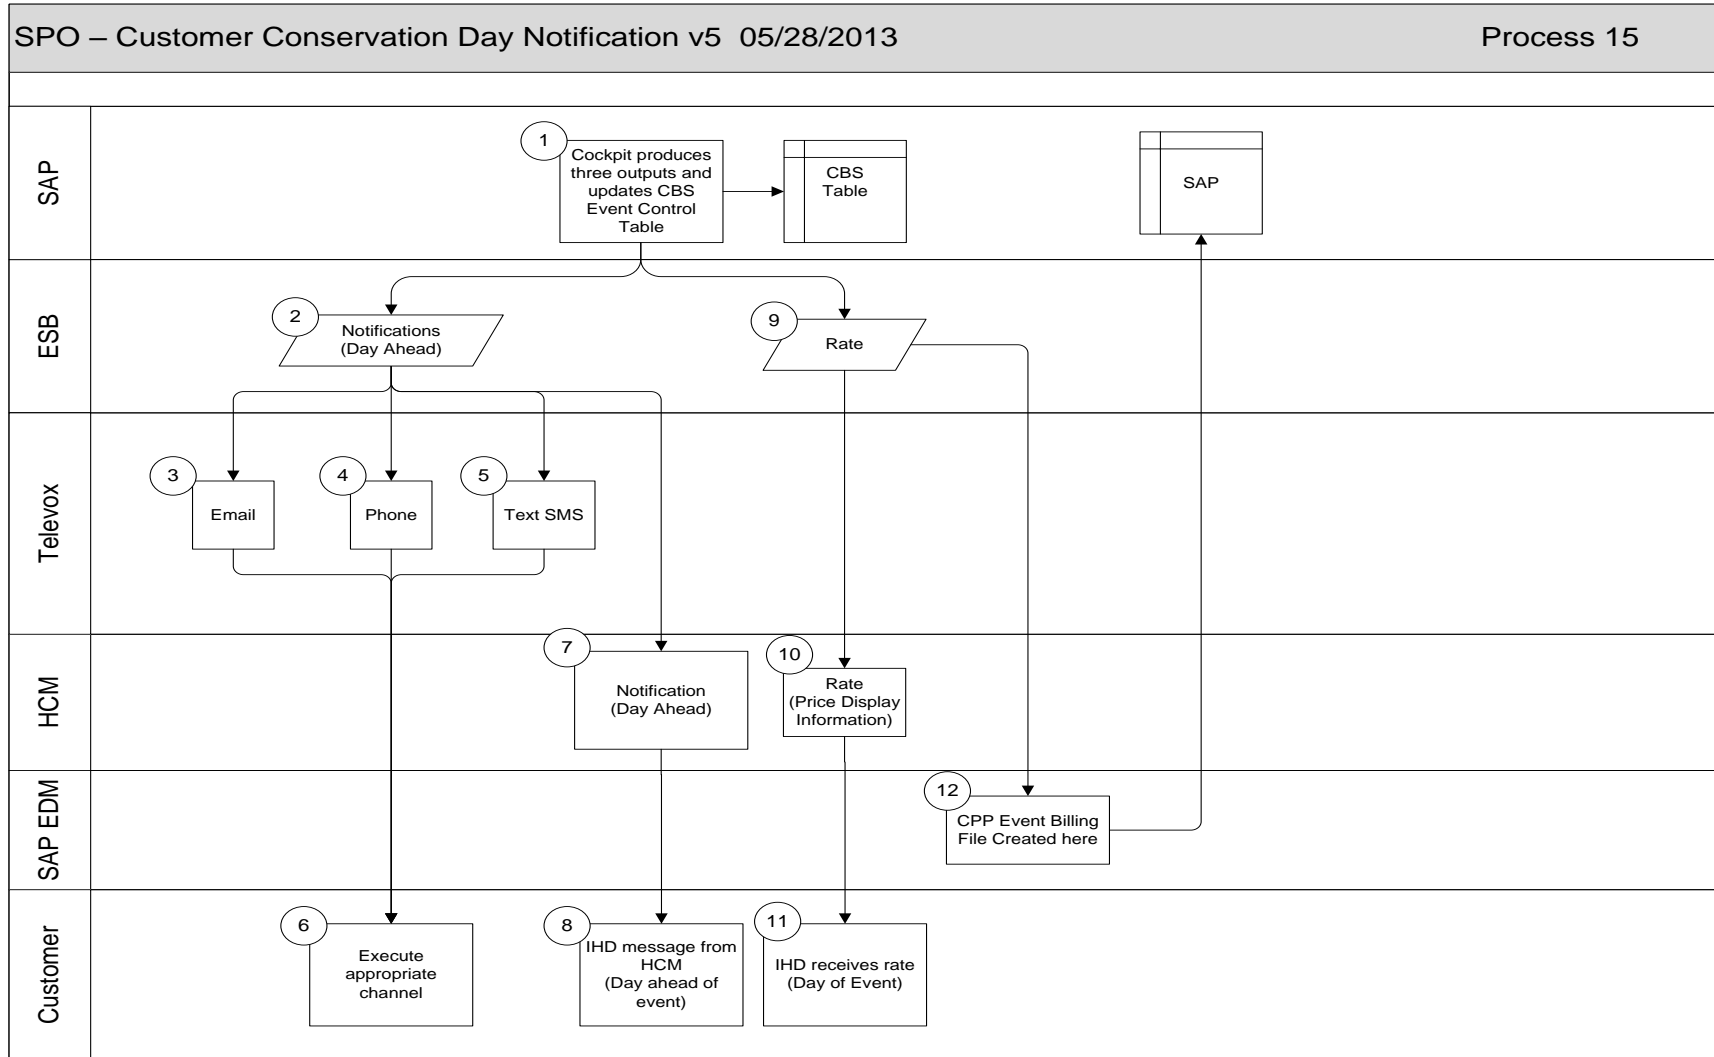 SPO – Customer Conservation Day Notification v5  05/28/2013
Process 15
SAP
1
Cockpit produces
three outputs and
updates CBS
Event Control
Table
CBS
Table
SAP
ESB
2
Notifications
(Day Ahead)
9
Rate
Televox
3
Email
4
Phone
5
Text SMS
HCM
7
Notification
(Day Ahead)
10
Rate
(Price Display
Information)
SAP EDM
12
CPP Event Billing
File Created here
Customer
6
Execute
appropriate
channel
8
IHD message from
HCM
(Day ahead of
event)
11
IHD receives rate
(Day of Event)